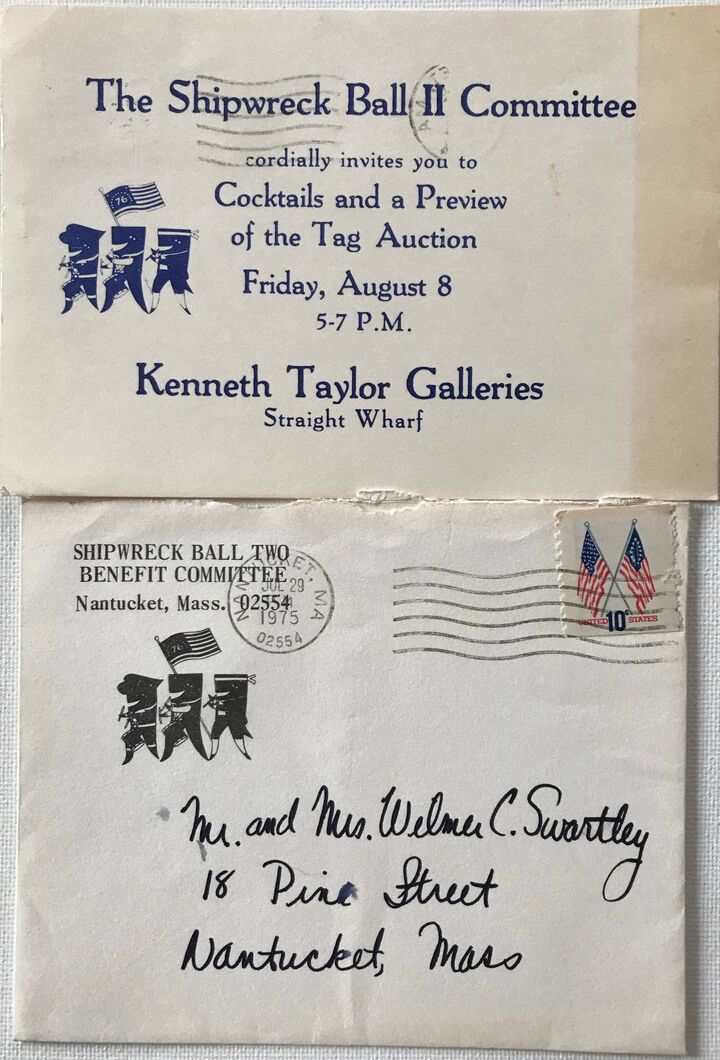 The Shipwreck Ball II Committee
cordially invites you to
Cocktails and a Preview
of the Tag Auction
Friday, August 8
5-7 P.M.
Kenneth Taylor Galleries
Straight Wharf
76
SHIPWRECK BALL TWO
BENEFIT COMMITTEE
Nantucket, Mass. 02554
NANTUCKET, MA
JUL 29
1975
02554
UNITED 10c STATES
76
Mr. and Mrs. Welmer C. Swartley
18 Pine Street
Nantucket, Mass